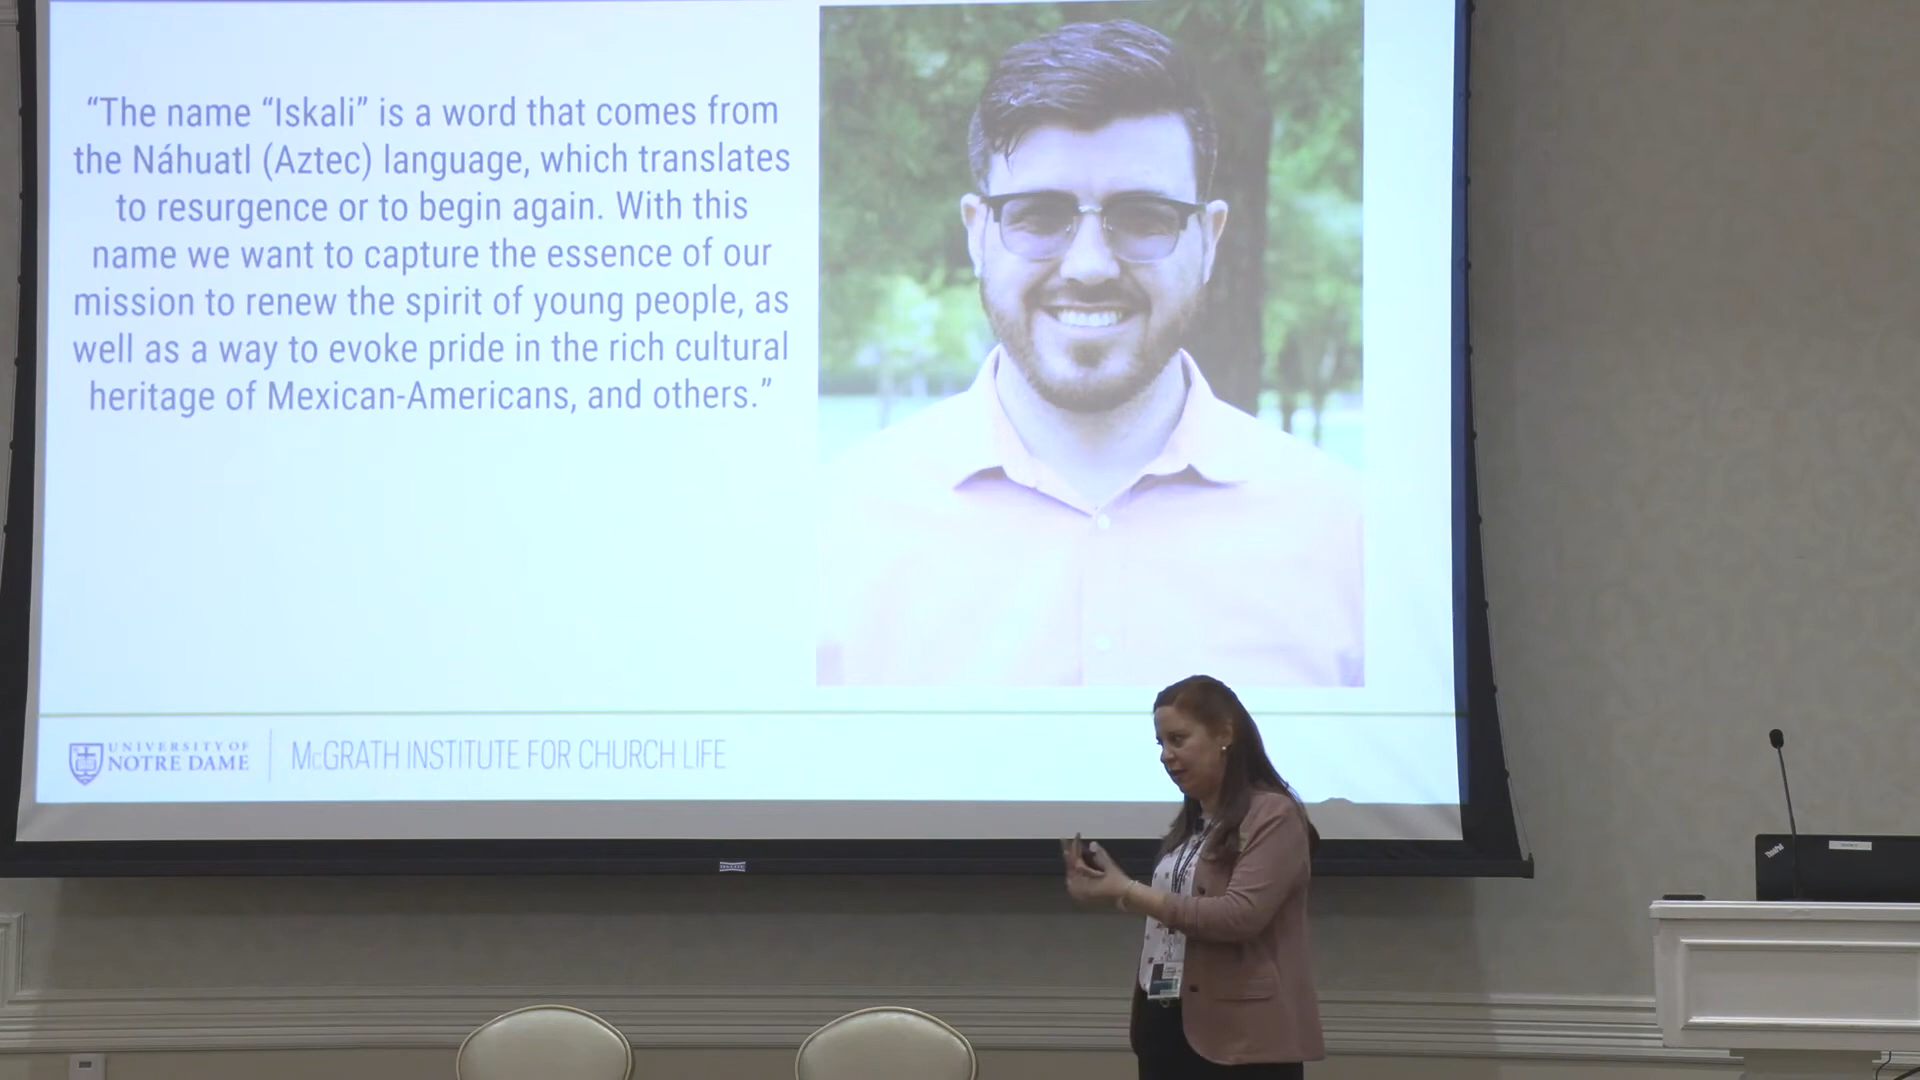 “The name “Iskali” is a word that comes from
the Náhuatl (Aztec) language, which translates
to resurgence or to begin again. With this
name we want to capture the essence of our
mission to renew the spirit of young people, as
well as a way to evoke pride in the rich cultural
heritage of Mexican-Americans, and others.”
UNIVERSITY OF
NOTRE DAME
McGRATH INSTITUTE FOR CHURCH LIFE
ThinkPad